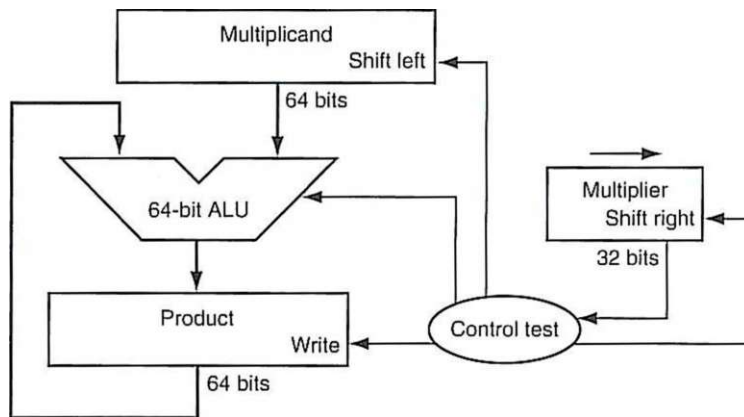 Multiplicand
Shift left
64 bits
64-bit ALU
Multiplier
Shift right
32 bits
Product
Write
Control test
64 bits